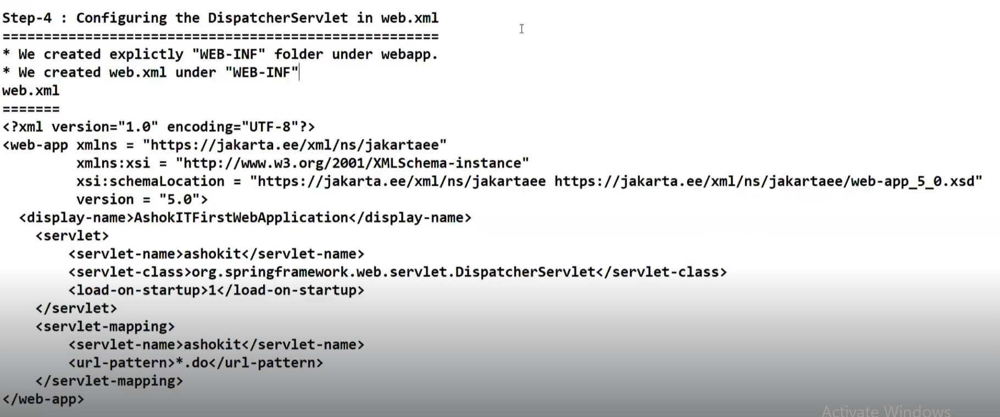 Step-4 : Configuring the DispatcherServlet in web.xml
=====================================================
* We created explictly "WEB-INF" folder under webapp.
* We created web.xml under "WEB-INF"
web.xml
=======
<?xml version="1.0" encoding="UTF-8"?>
<web-app xmlns = "https://jakarta.ee/xml/ns/jakartaee"
         xmlns:xsi = "http://www.w3.org/2001/XMLSchema-instance"
         xsi:schemaLocation = "https://jakarta.ee/xml/ns/jakartaee https://jakarta.ee/xml/ns/jakartaee/web-app_5_0.xsd"
         version = "5.0">
  <display-name>AshokITFirstWebApplication</display-name>
    <servlet>
        <servlet-name>ashokit</servlet-name>
        <servlet-class>org.springframework.web.servlet.DispatcherServlet</servlet-class>
        <load-on-startup>1</load-on-startup>
    </servlet>
    <servlet-mapping>
        <servlet-name>ashokit</servlet-name>
        <url-pattern>*.do</url-pattern>
    </servlet-mapping>
</web-app>
Activate Windows